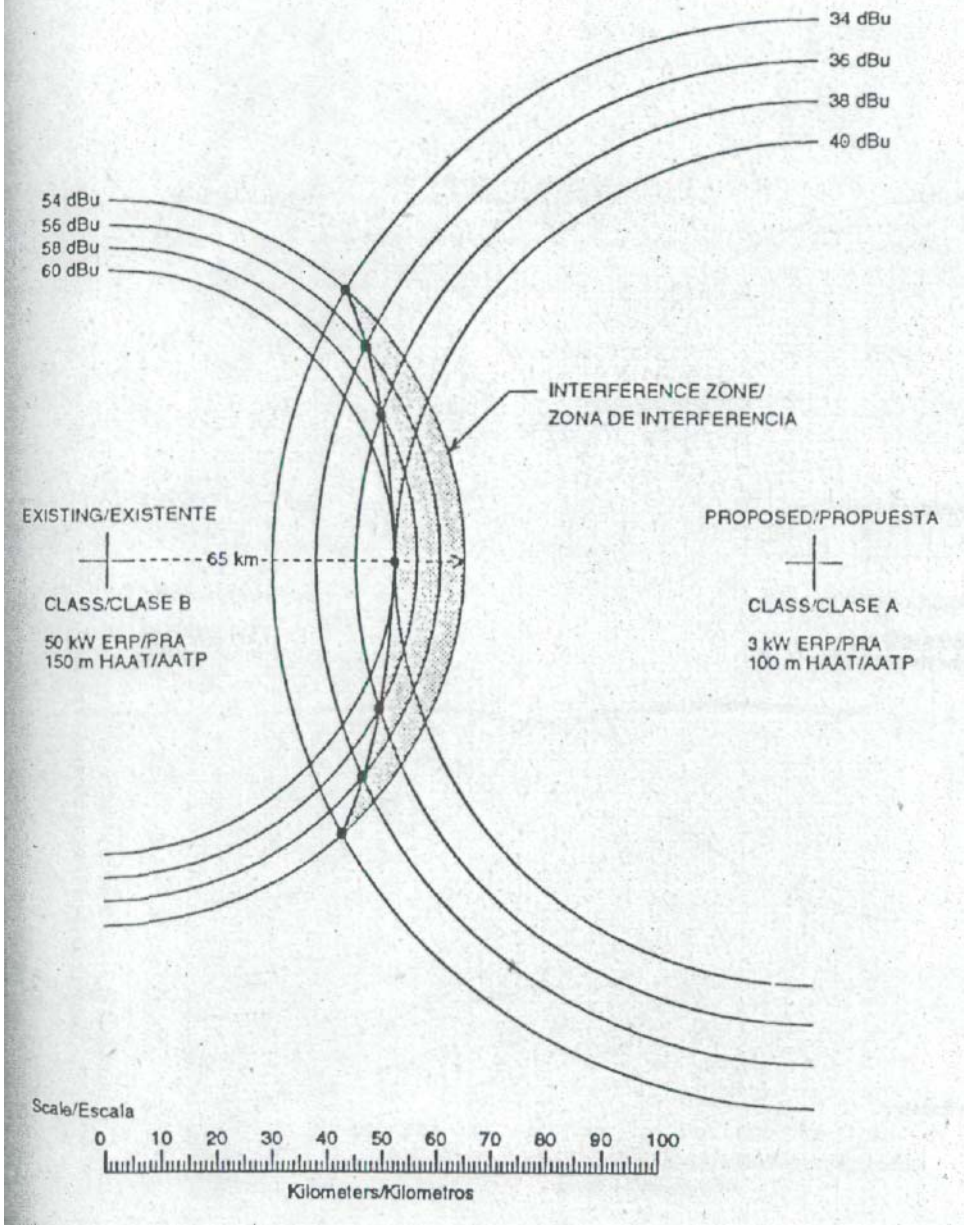 34 dBu
36 dBu
38 dBu
40 dBu
54 dBu
56 dBu
58 dBu
60 dBu
INTERFERENCE ZONE/
ZONA DE INTERFERENCIA
EXISTING/EXISTENTE
PROPOSED/PROPUESTA
65 km
CLASS/CLASE B
CLASS/CLASE A
50 kW ERP/PRA
150 m HAAT/AATP
3 kW ERP/PRA
100 m HAAT/AATP
Scale/Escala
0 10 20 30 40 50 60 70 80 90 100
Kilometers/Kilometros